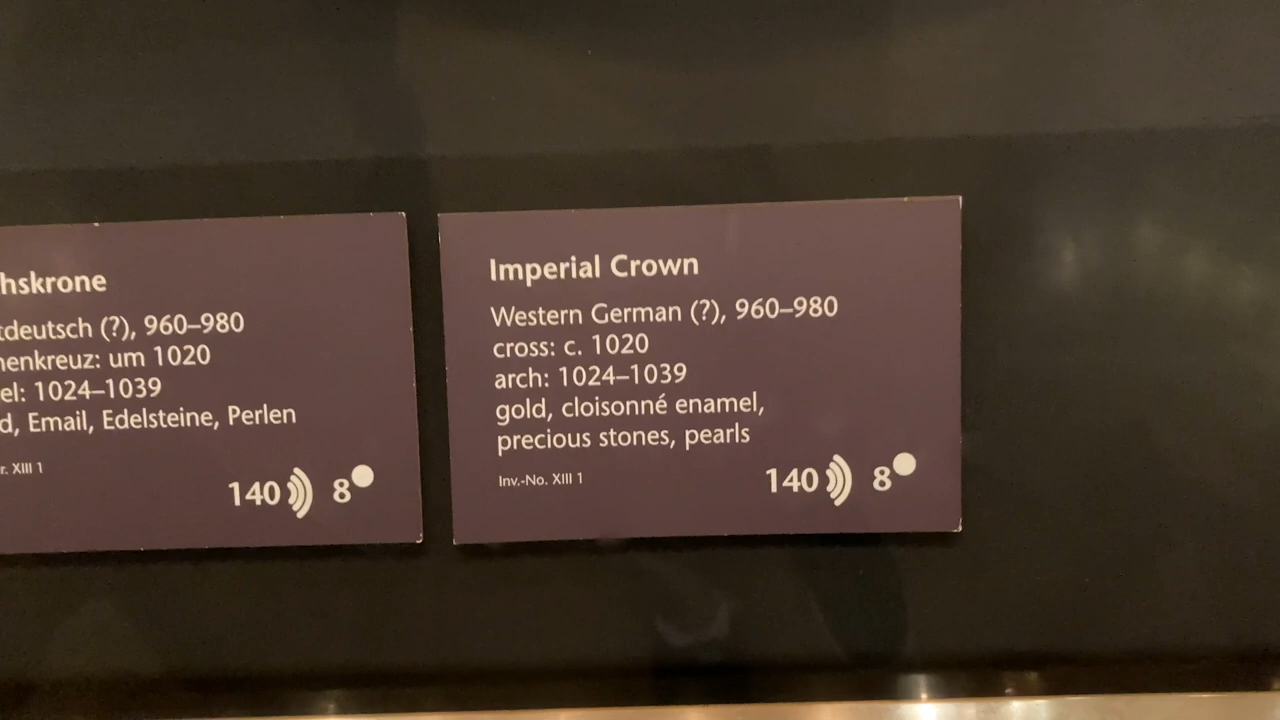 hskrone
tdeutsch (?), 960–980
nenkreuz: um 1020
el: 1024–1039
d, Email, Edelsteine, Perlen
r. XIII 1
140 8
Imperial Crown
Western German (?), 960–980
cross: c. 1020
arch: 1024–1039
gold, cloisonné enamel,
precious stones, pearls
Inv.-No. XIII 1
140 8